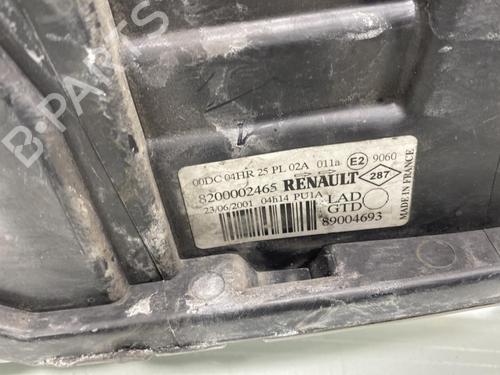 B-PARTS
00DC 04HR 25 PL 02A 011a E2 9060
8200002465 RENAULT 287
23/06/2001 04h14 PU1A LAD
GTD
89004693
MADE IN FRANCE